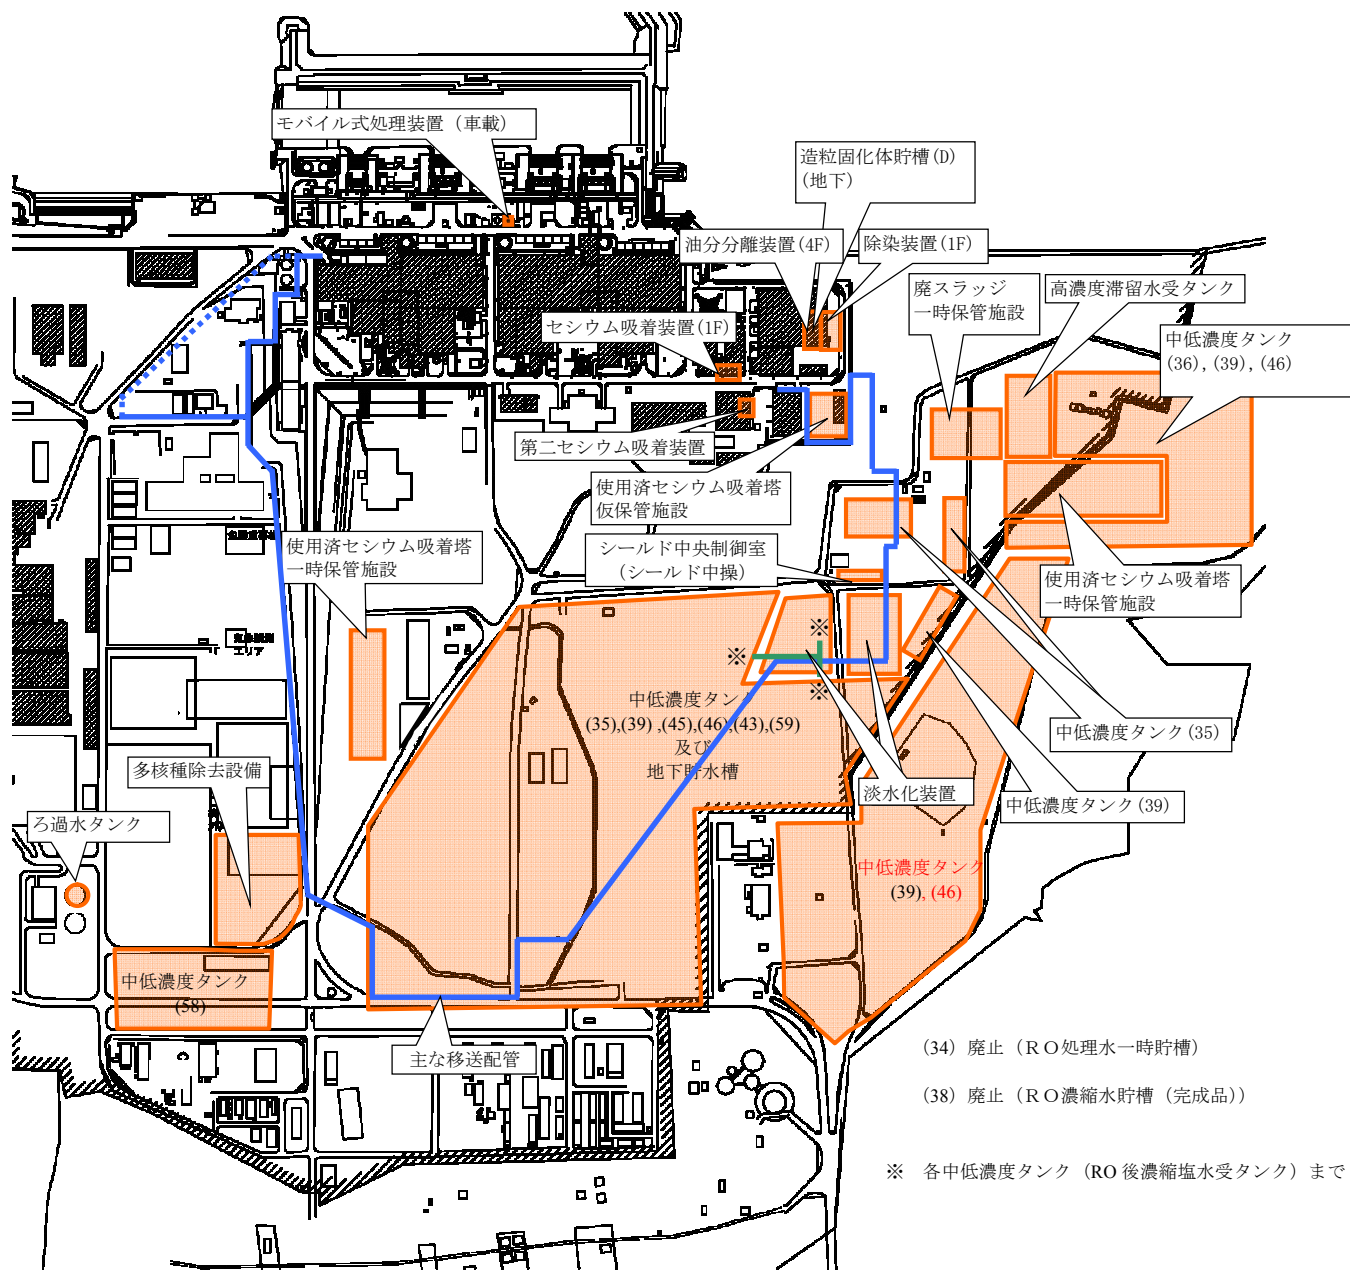 モバイル式処理装置（車載）
造粒固化体貯槽(D)
(地下)
油分分離装置(4F)
除染装置(1F)
廃スラッジ
一時保管施設
高濃度滞留水受タンク
セシウム吸着装置(1F)
中低濃度タンク
(36), (39), (46)
第二セシウム吸着装置
使用済セシウム吸着塔
仮保管施設
使用済セシウム吸着塔
一時保管施設
シールド中央制御室
（シールド中操）
使用済セシウム吸着塔
一時保管施設
エリア
※
※
※
中低濃度タンク
(35),(39) ,(45),(46),(43),(59)
及び
地下貯水槽
中低濃度タンク(35)
多核種除去設備
淡水化装置
中低濃度タンク(39)
ろ過水タンク
中低濃度タンク
(39), (46)
中低濃度タンク
(58)
主な移送配管
(34) 廃止（ＲＯ処理水一時貯槽）
(38) 廃止（ＲＯ濃縮水貯槽（完成品））
※　各中低濃度タンク（RO 後濃縮塩水受タンク）まで